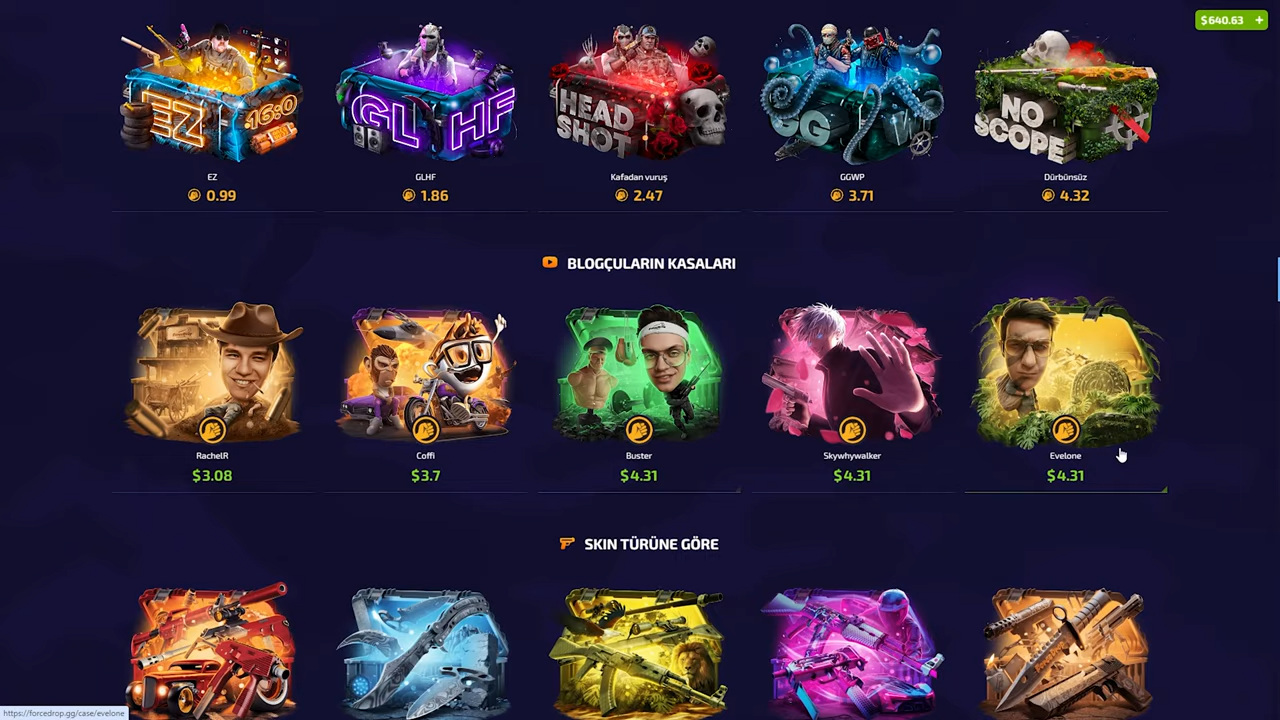 $640.63 +
EZ 16:0
GL HF
HEAD SHOT
GG W
NO SCOPE
EZ
GLHF
Kafadan vuruş
GGWP
Dürbünsüz
0.99
1.86
2.47
3.71
4.32
BLOGÇULARIN KASALARI
RachelR
Coffi
Buster
Skywhywalker
Evelone
$3.08
$3.7
$4.31
$4.31
$4.31
SKIN TÜRÜNE GÖRE
https://forcedrop.gg/case/evelone